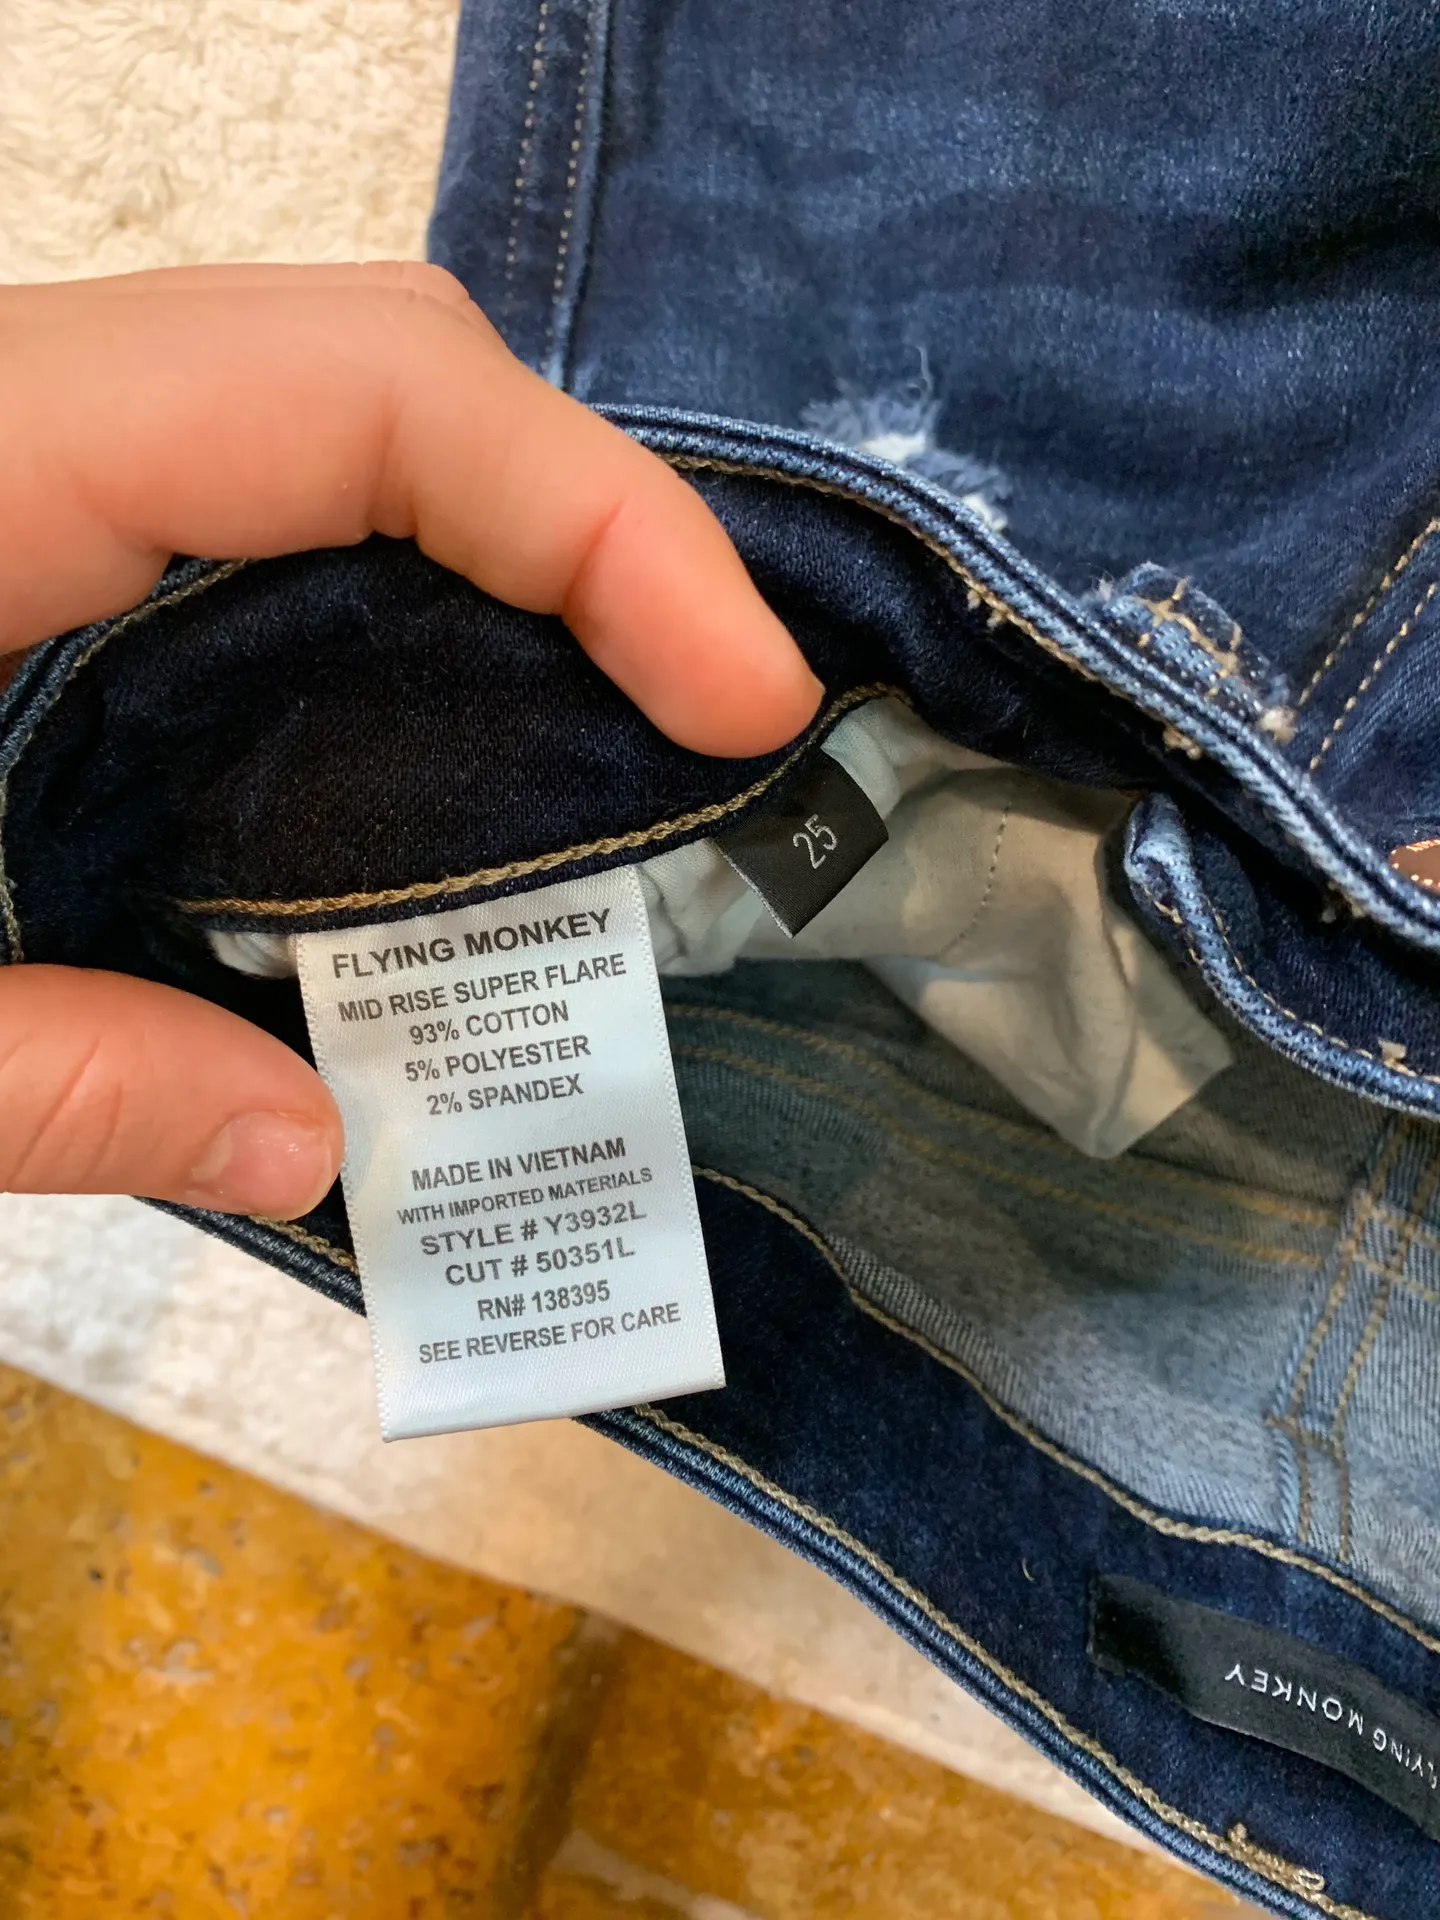 25
FLYING MONKEY
MID RISE SUPER FLARE
93% COTTON
5% POLYESTER
2% SPANDEX
MADE IN VIETNAM
WITH IMPORTED MATERIALS
STYLE # Y3932L
CUT # 50351L
RN# 138395
SEE REVERSE FOR CARE
LYING MONKEY